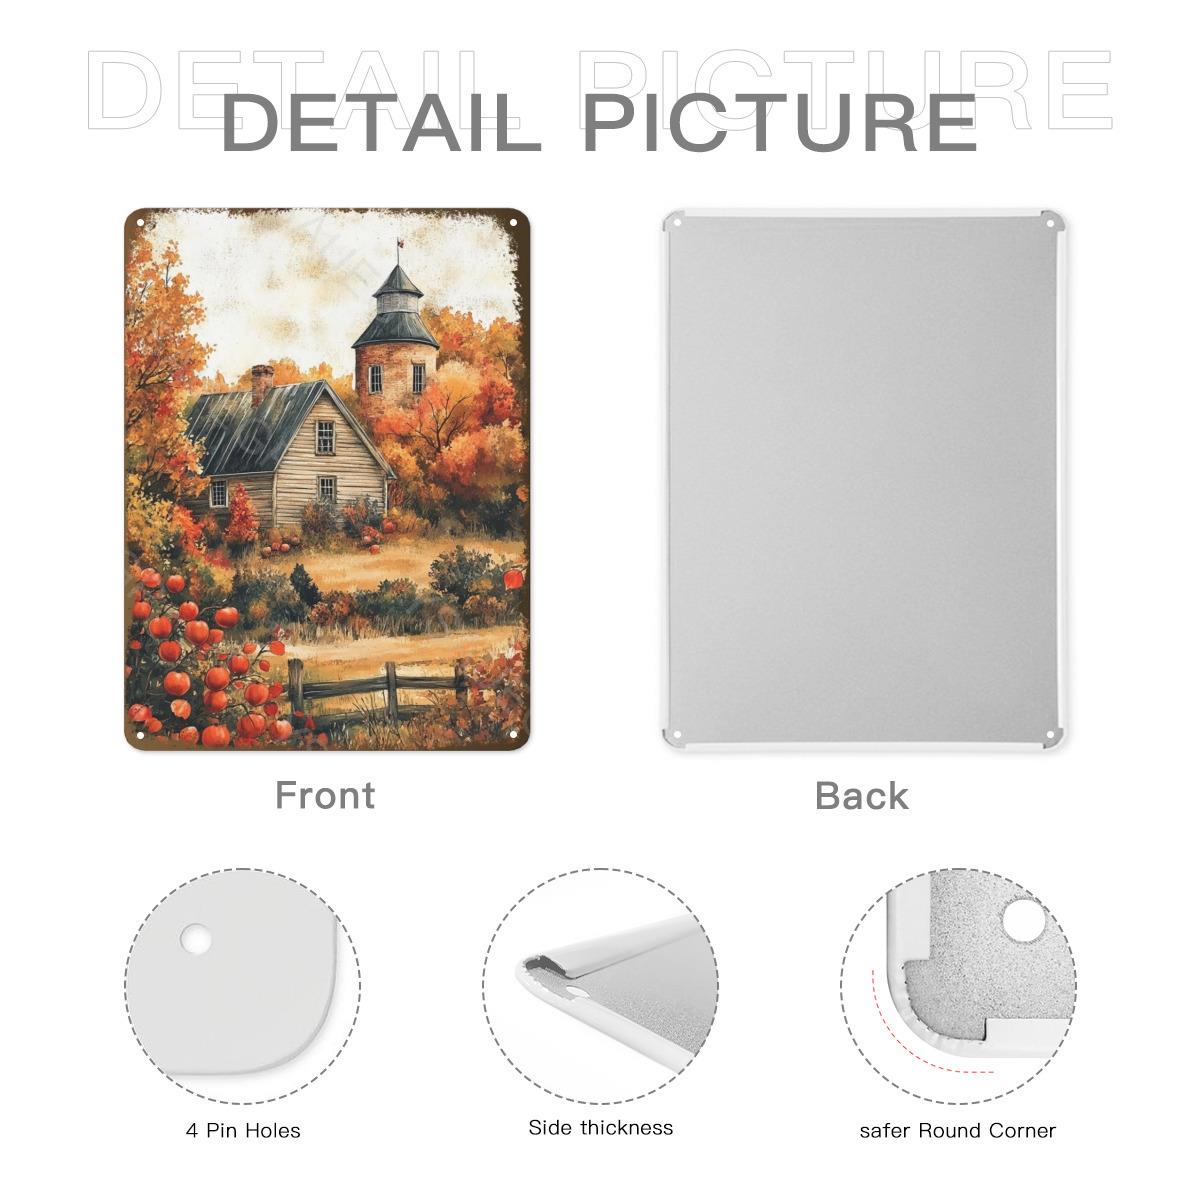 DETAIL PICTURE
DETAIL PICTURE
Front
Back
4 Pin Holes
Side thickness
safer Round Corner